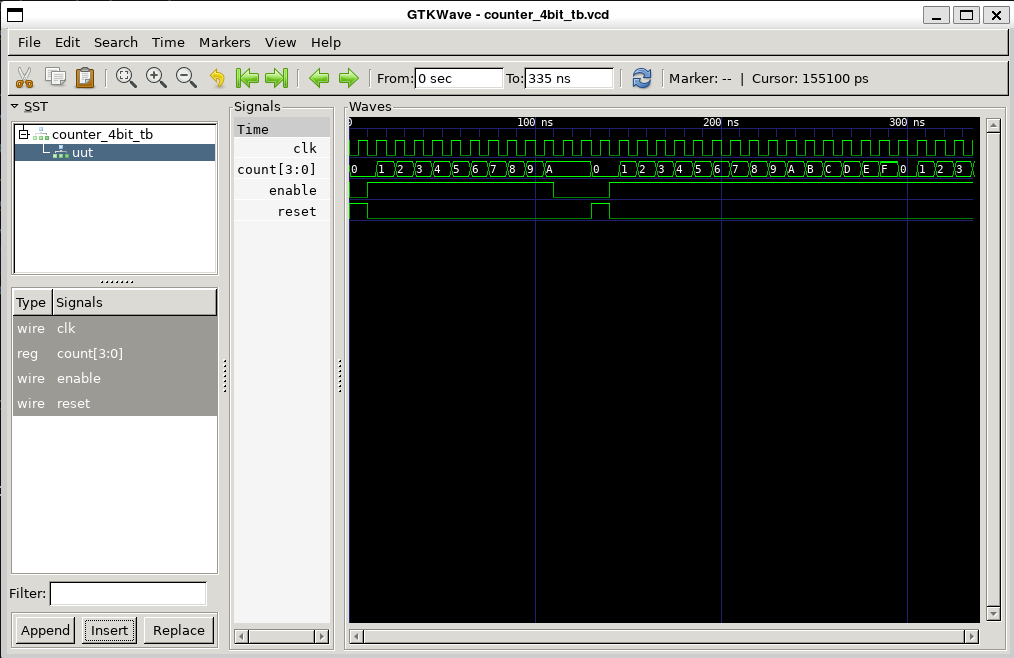 GTKWave - counter_4bit_tb.vcd
File Edit Search Time Markers View Help
From: 0 sec To: 335 ns Marker: -- | Cursor: 155100 ps
SST
counter_4bit_tb
uut
Type Signals
wire clk
reg count[3:0]
wire enable
wire reset
Filter:
Append Insert Replace
Signals
Time
clk
count[3:0]
enable
reset
Waves
0 100 ns 200 ns 300 ns
0 1 2 3 4 5 6 7 8 9 A 0 1 2 3 4 5 6 7 8 9 A B C D E F 0 1 2 3